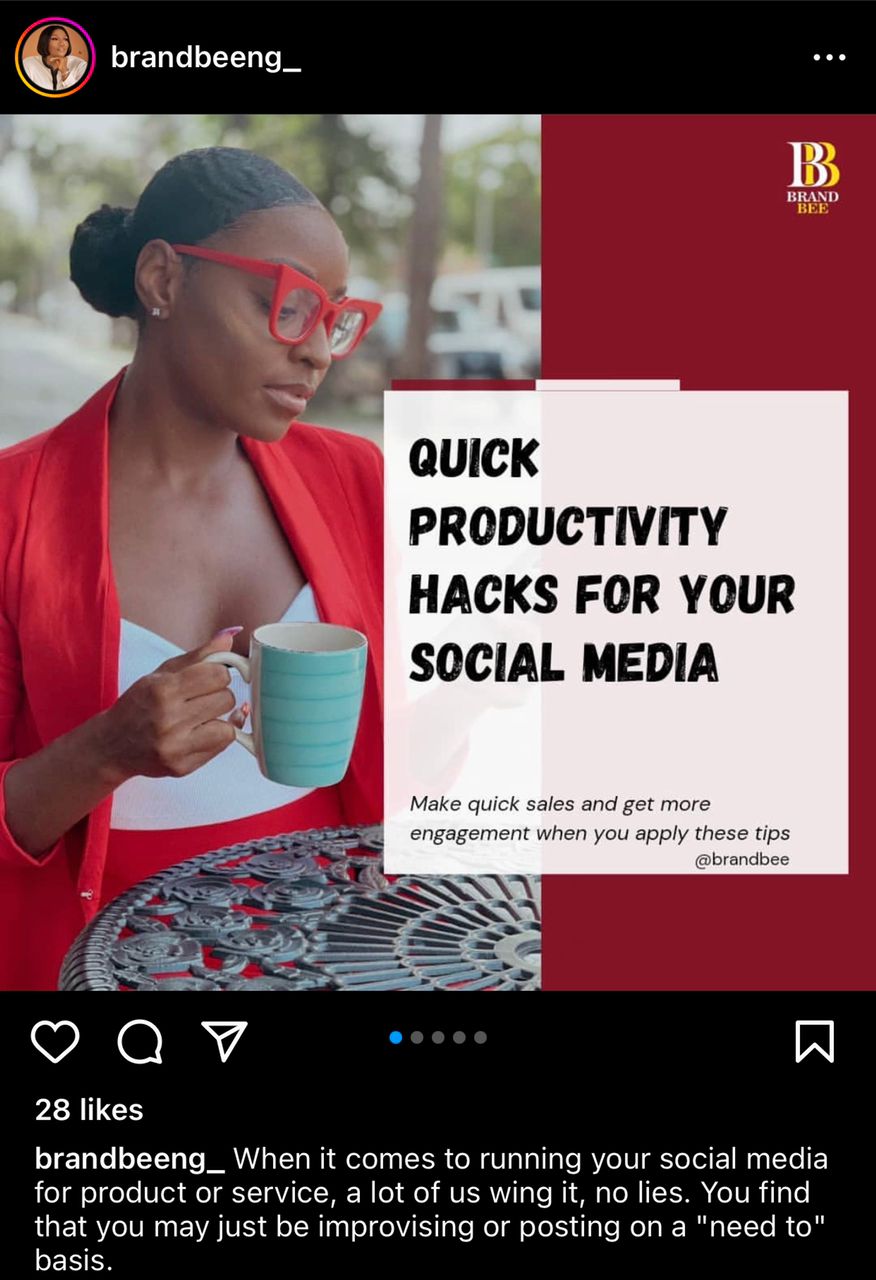 brandbeeng_
BB
BRAND
BEE
QUICK
PRODUCTIVITY
HACKS FOR YOUR
SOCIAL MEDIA
Make quick sales and get more
engagement when you apply these tips
@brandbee
28 likes
brandbeeng_ When it comes to running your social media
for product or service, a lot of us wing it, no lies. You find
that you may just be improvising or posting on a "need to"
basis.